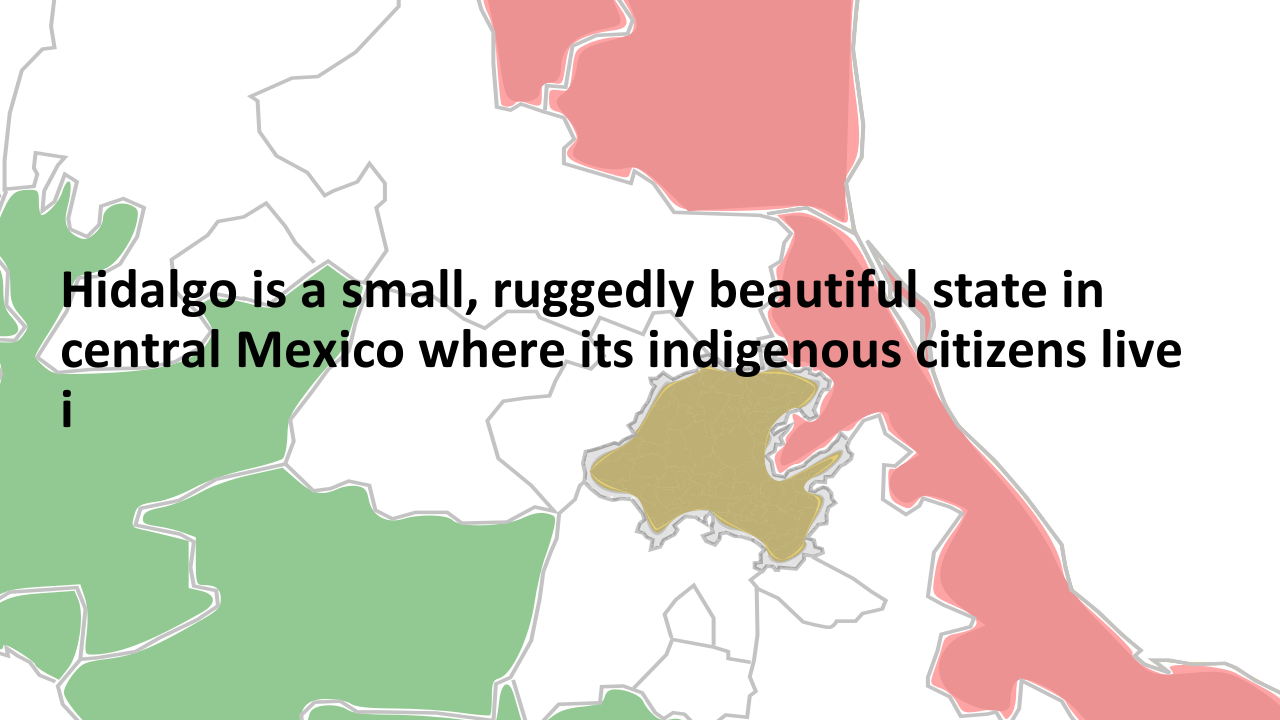 Hidalgo is a small, ruggedly beautiful state in
central Mexico where its indigenous citizens live
i